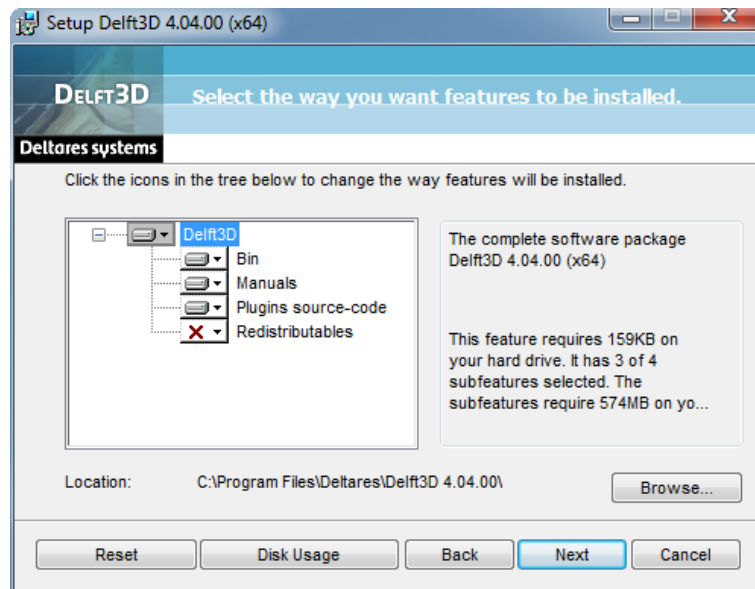 Setup Delft3D 4.04.00 (x64)
DELFT3D
Select the way you want features to be installed.
Deltares systems
Click the icons in the tree below to change the way features will be installed.
Delft3D
Bin
Manuals
Plugins source-code
Redistributables
The complete software package
Delft3D 4.04.00 (x64)
This feature requires 159KB on
your hard drive. It has 3 of 4
subfeatures selected. The
subfeatures require 574MB on yo...
Location: C:\Program Files\Deltares\Delft3D 4.04.00\
Browse...
Reset Disk Usage Back Next Cancel